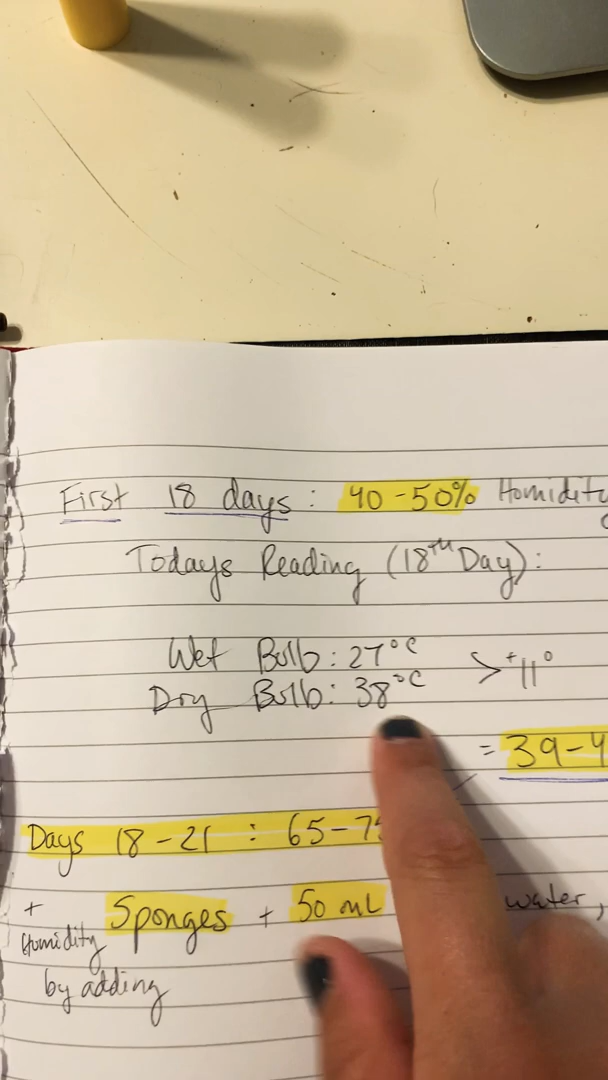 First 18 days : 40-50% Homidity
Todays Reading (18th Day):
Wet Bulb: 27°C
Dry Bulb: 38°C
> +11°
= 39-4
Days 18-21 : 65-7
+ Sponges + 50 mL water,
Humidity
by adding